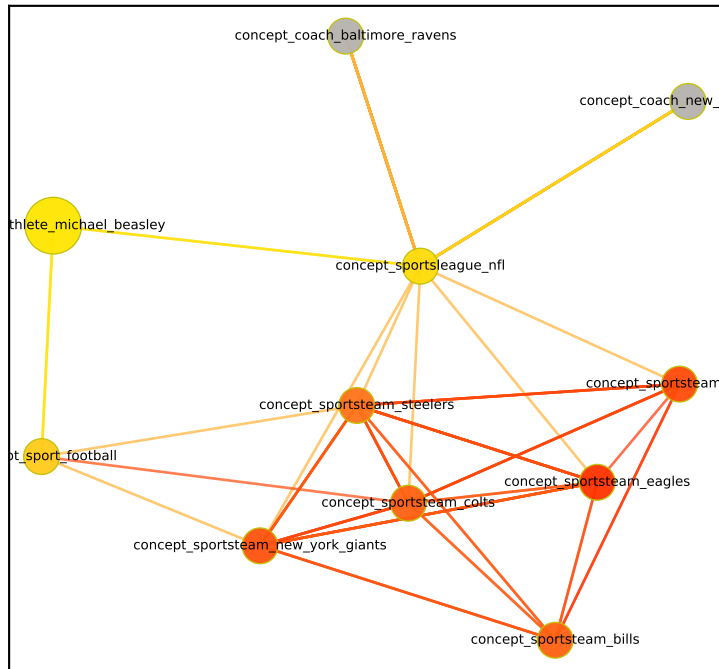 concept_coach_baltimore_ravens
concept_coach_new_
thlete_michael_beasley
concept_sportsleague_nfl
concept_sportsteam
concept_sportsteam_steelers
pt_sport_football
concept_sportsteam_eagles
concept_sportsteam_colts
concept_sportsteam_new_york_giants
concept_sportsteam_bills